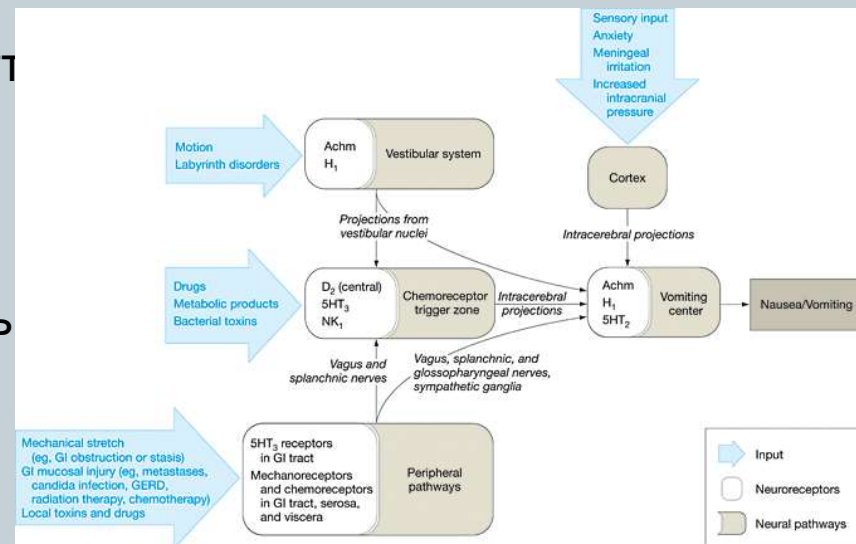 T
P
Sensory input
Anxiety
Meningeal
irritation
Increased
intracranial
pressure
Motion
Labyrinth disorders
Achm
H₁
Vestibular system
Cortex
Projections from
vestibular nuclei
Intracerebral projections
Drugs
Metabolic products
Bacterial toxins
D₂ (central)
5HT₃
NK₁
Chemoreceptor
trigger zone
Intracerebral
projections
Achm
H₁
5HT₂
Vomiting
center
Nausea/Vomiting
Vagus and
splanchnic nerves
Vagus, splanchnic, and
glossopharyngeal nerves,
sympathetic ganglia
Mechanical stretch
(eg, GI obstruction or stasis)
GI mucosal injury (eg, metastases,
candida infection, GERD,
radiation therapy, chemotherapy)
Local toxins and drugs
5HT₃ receptors
in GI tract
Mechanoreceptors
and chemoreceptors
in GI tract, serosa,
and viscera
Peripheral
pathways
Input
Neuroreceptors
Neural pathways